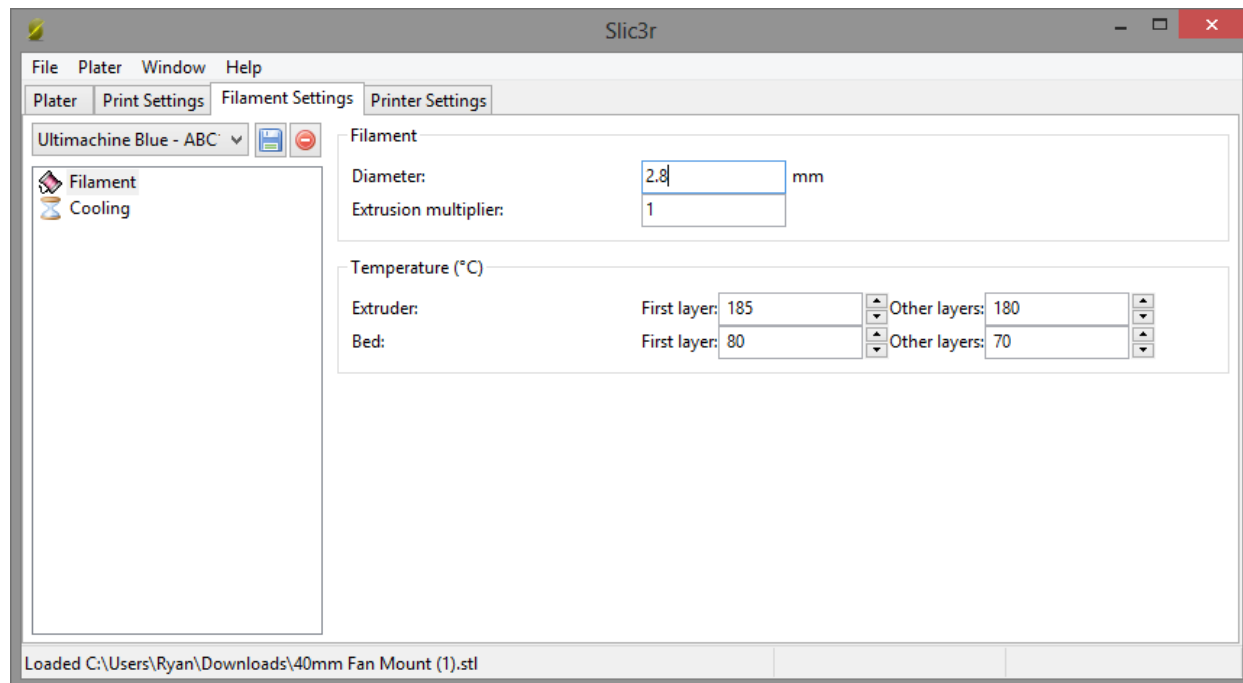 Slic3r
File Plater Window Help
Plater Print Settings Filament Settings Printer Settings
Ultimachine Blue - ABC
Filament
Cooling
Filament
Diameter: 2.8 mm
Extrusion multiplier: 1
Temperature (°C)
Extruder: First layer: 185 Other layers: 180
Bed: First layer: 80 Other layers: 70
Loaded C:\Users\Ryan\Downloads\40mm Fan Mount (1).stl